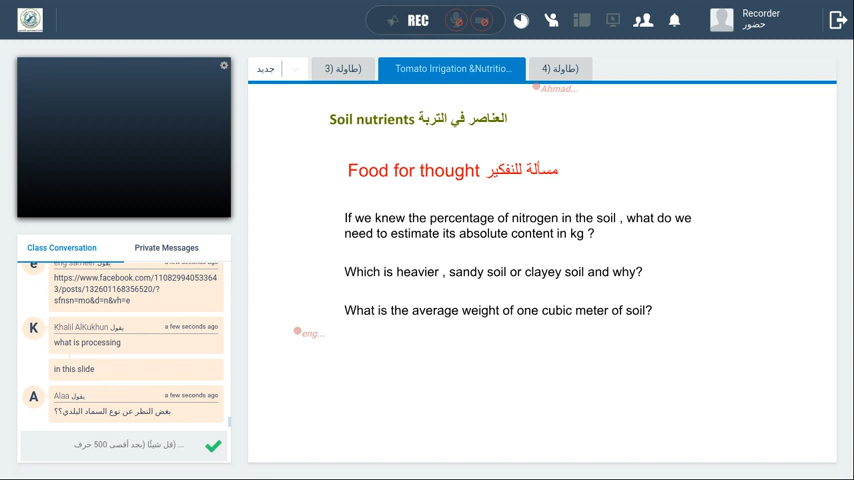 REC
Recorder
حضور
جديد
طاولة) 3)
Tomato Irrigation &Nutritio...
طاولة) 4)
Ahmad...
Soil nutrients العناصر في التربة
Food for thought مسألة للتفكير
If we knew the percentage of nitrogen in the soil , what do we
need to estimate its absolute content in kg ?
Which is heavier , sandy soil or clayey soil and why?
What is the average weight of one cubic meter of soil?
eng...
Class Conversation
Private Messages
e
https://www.facebook.com/11082994053364
3/posts/132601168356520/?
sfnsn=mo&d=n&vh=e
K
Khalil AlKukhun يقول
a few seconds ago
what is processing
in this slide
A
Alaa يقول
a few seconds ago
بغض النظر عن نوع السماد البلدي؟؟
قل شيئًا (بحد أقصى 500 حرف) ...